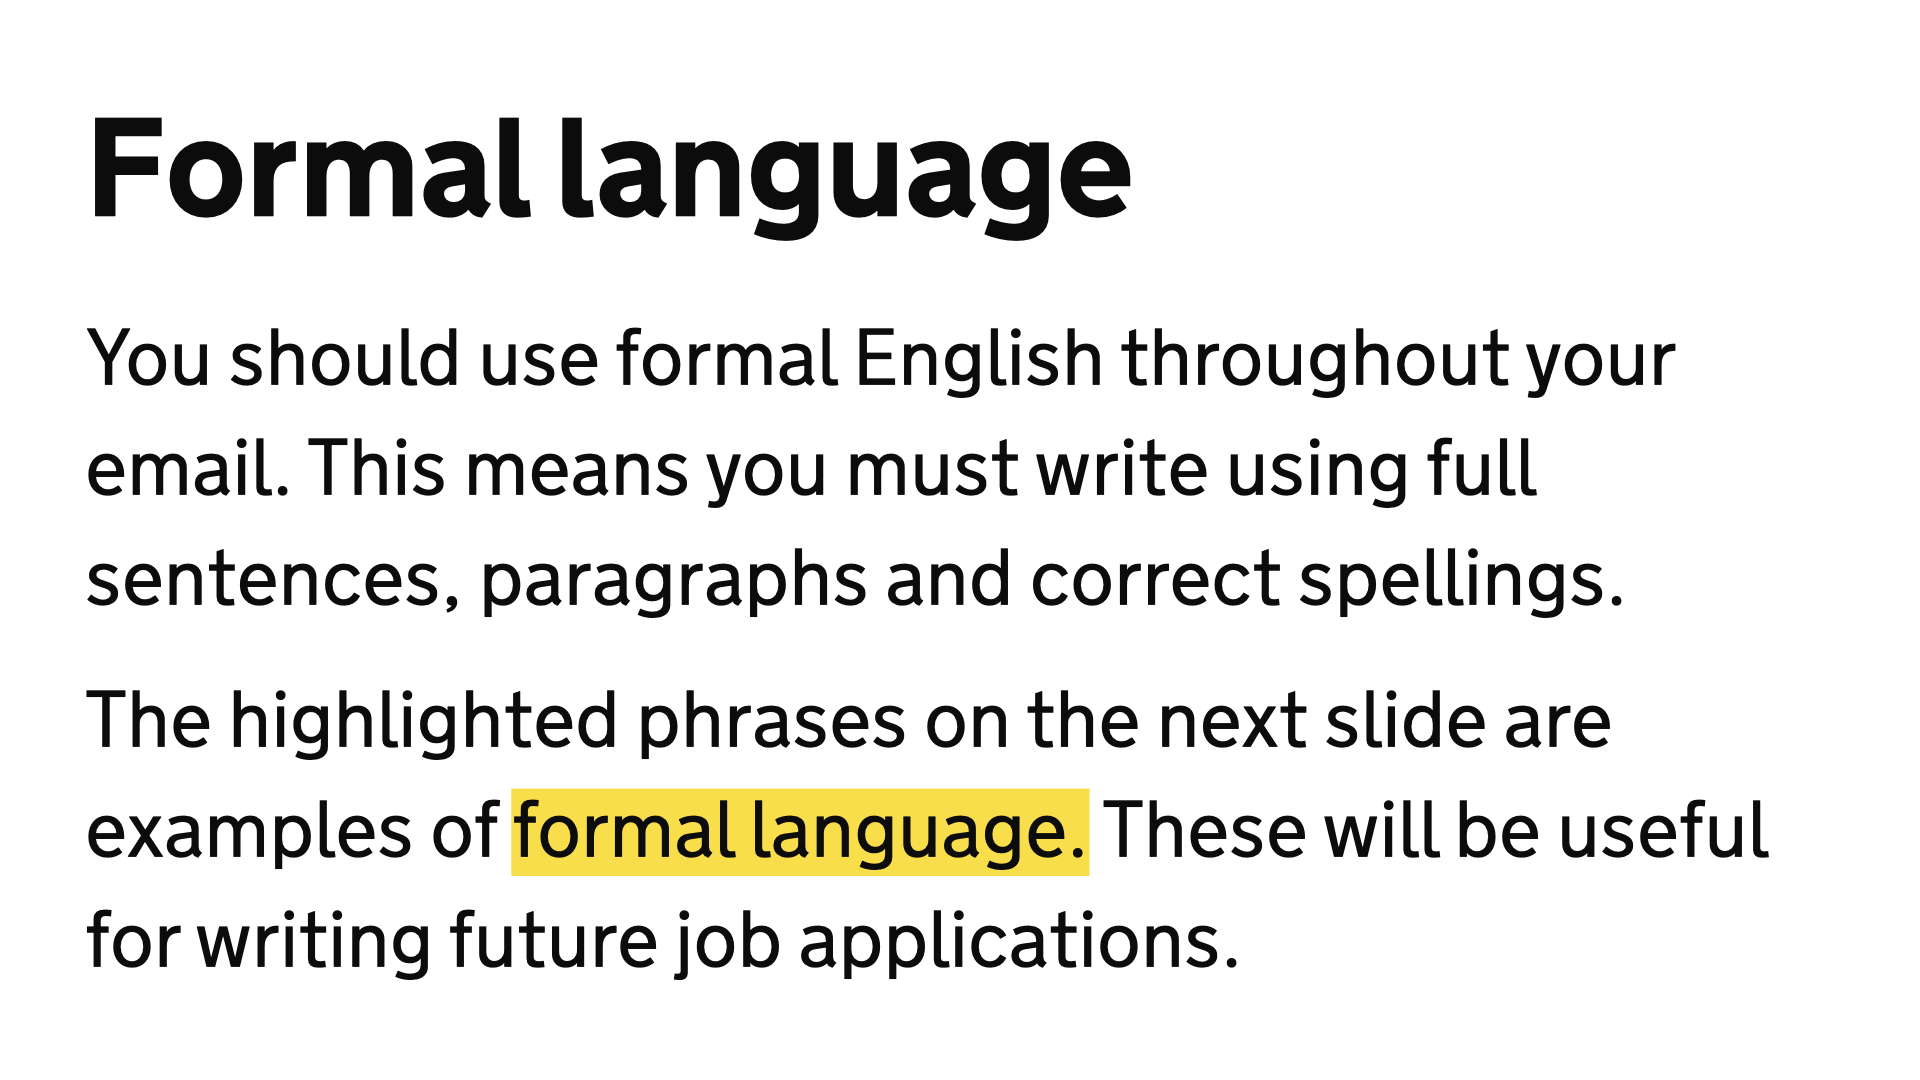 Formal language
You should use formal English throughout your
email. This means you must write using full
sentences, paragraphs and correct spellings.
The highlighted phrases on the next slide are
examples of formal language. These will be useful
for writing future job applications.